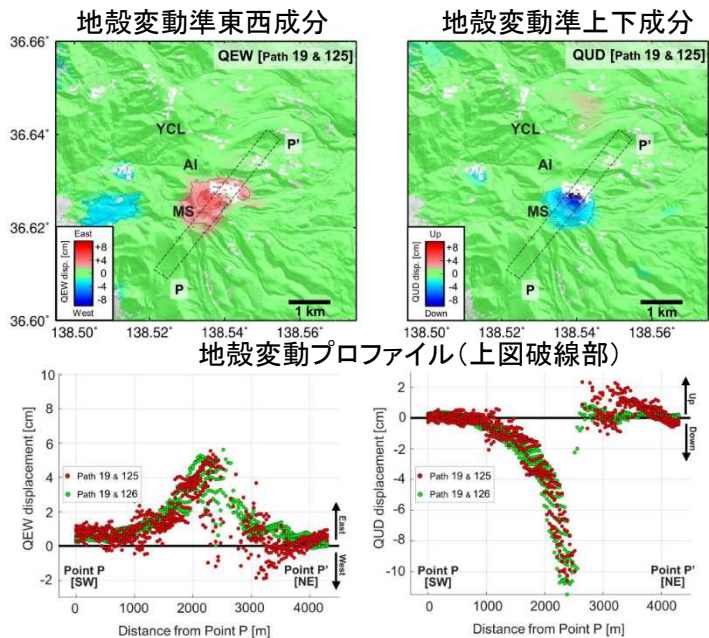 地殻変動準東西成分
地殻変動準上下成分
36.66°
36.64°
36.62°
36.60°
QEW [Path 19 & 125]
YCL
AI
MS
P'
P
East
QEW disp. [cm]
+8
+4
0
-4
-8
West
1 km
138.50°
138.52°
138.54°
138.56°
QUD [Path 19 & 125]
YCL
AI
MS
P'
P
Up
QUD disp. [cm]
+8
+4
0
-4
-8
Down
1 km
138.50°
138.52°
138.54°
138.56°
地殻変動プロファイル(上図破線部)
QEW displacement [cm]
10
8
6
4
2
0
-2
Path 19 & 125
Path 19 & 126
East
West
Point P
[SW]
Point P'
[NE]
0
1000
2000
3000
4000
Distance from Point P [m]
QUD displacement [cm]
2
0
-2
-4
-6
-8
-10
Up
Down
Path 19 & 125
Path 19 & 126
Point P
[SW]
Point P'
[NE]
0
1000
2000
3000
4000
Distance from Point P [m]